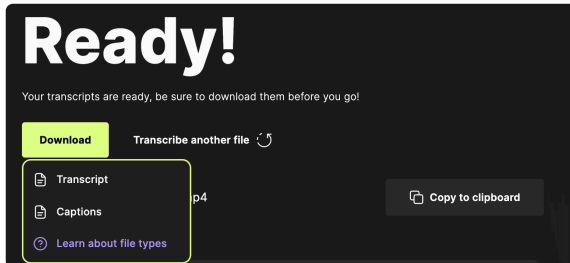 Ready!
Your transcripts are ready, be sure to download them before you go!
Download
Transcribe another file
Transcript
Captions
Learn about file types
p4
Copy to clipboard